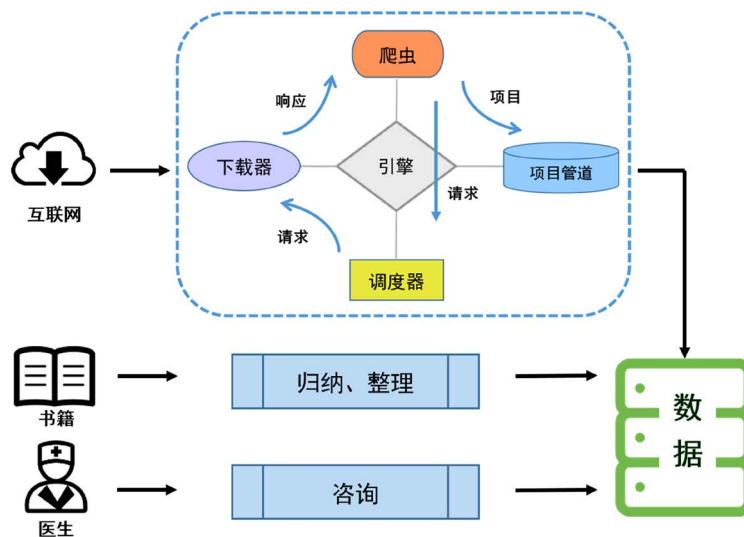 爬虫
响应
项目
下载器
引擎
项目管道
请求
请求
调度器
互联网
书籍
归纳、整理
数据
医生
咨询